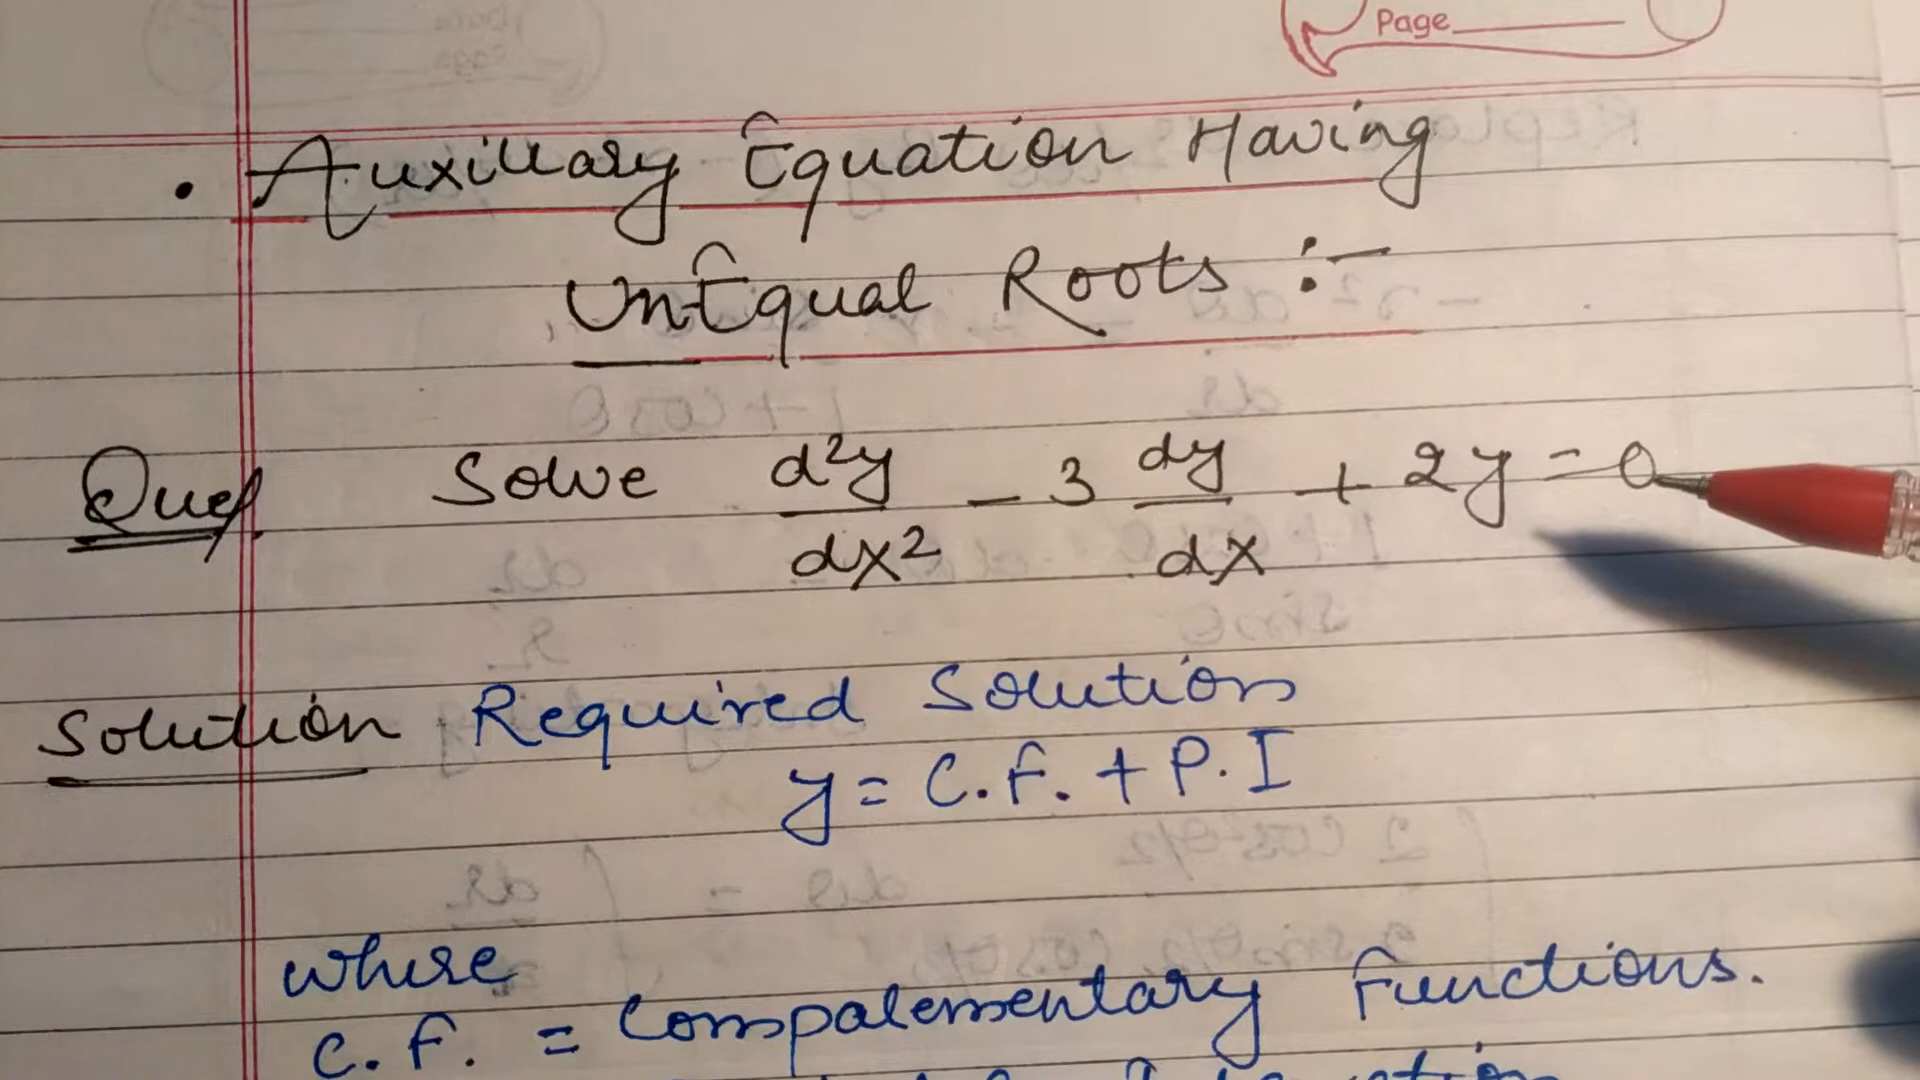 Page
. Auxillary Equation Having
UnEqual Roots :-
Ques Solve d²y/dx² - 3 dy/dx + 2y = 0
Solution Required Solution
y = C.F. + P.I
where
C.F. = Compalementary Functions.